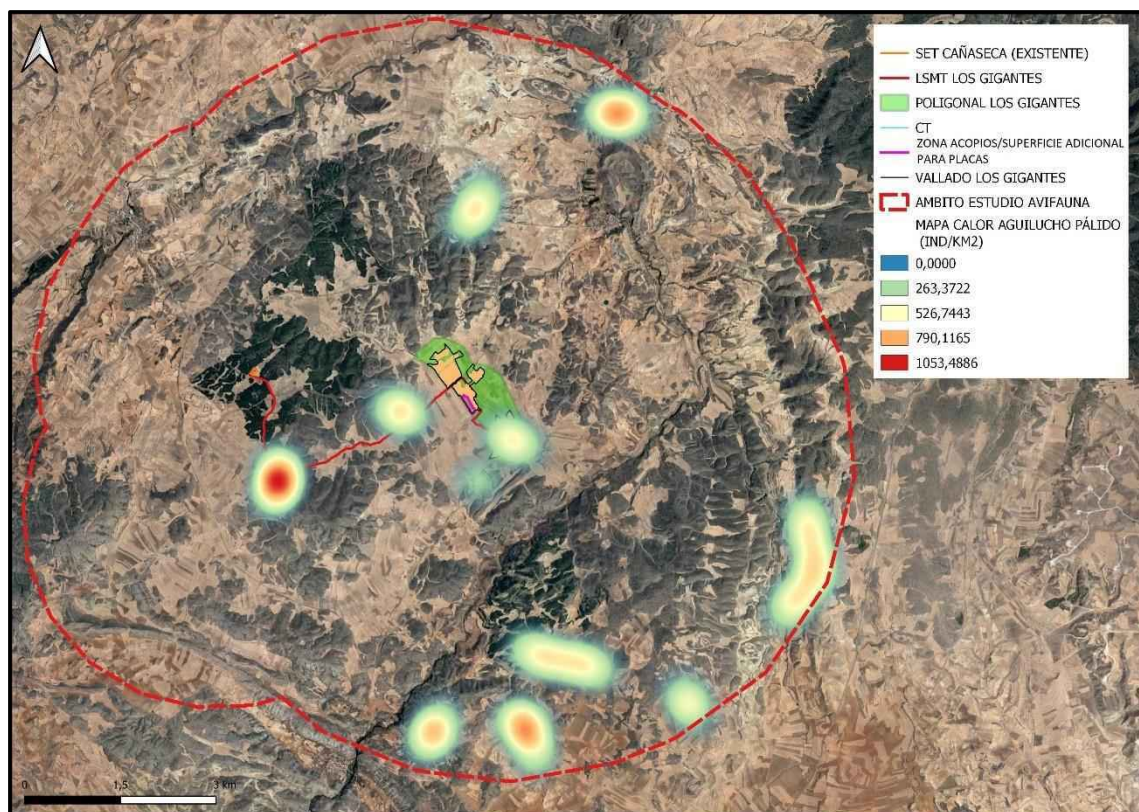 SET CAÑASECA (EXISTENTE)
LSMT LOS GIGANTES
POLIGONAL LOS GIGANTES
CT
ZONA ACOPIOS/SUPERFICIE ADICIONAL
PARA PLACAS
VALLADO LOS GIGANTES
AMBITO ESTUDIO AVIFAUNA
MAPA CALOR AGUILUCHO PÁLIDO
(IND/KM2)
0,0000
263,3722
526,7443
790,1165
1053,4886
0 1,5 3 km